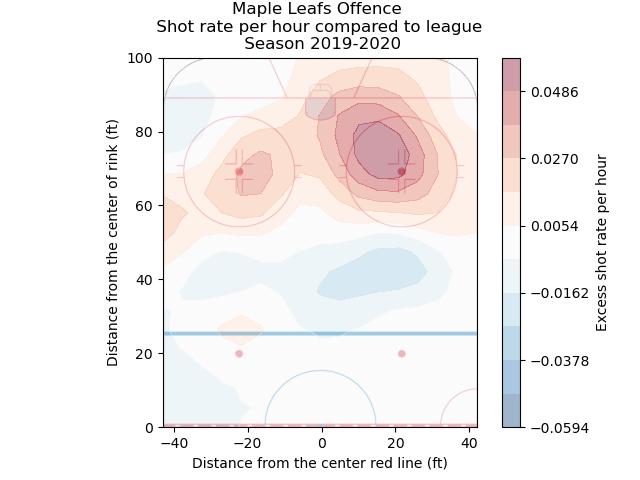 Maple Leafs Offence
Shot rate per hour compared to league
Season 2019-2020
100
80
60
40
20
0
Distance from the center of rink (ft)
−40
−20
0
20
40
Distance from the center red line (ft)
0.0486
0.0270
0.0054
−0.0162
−0.0378
−0.0594
Excess shot rate per hour